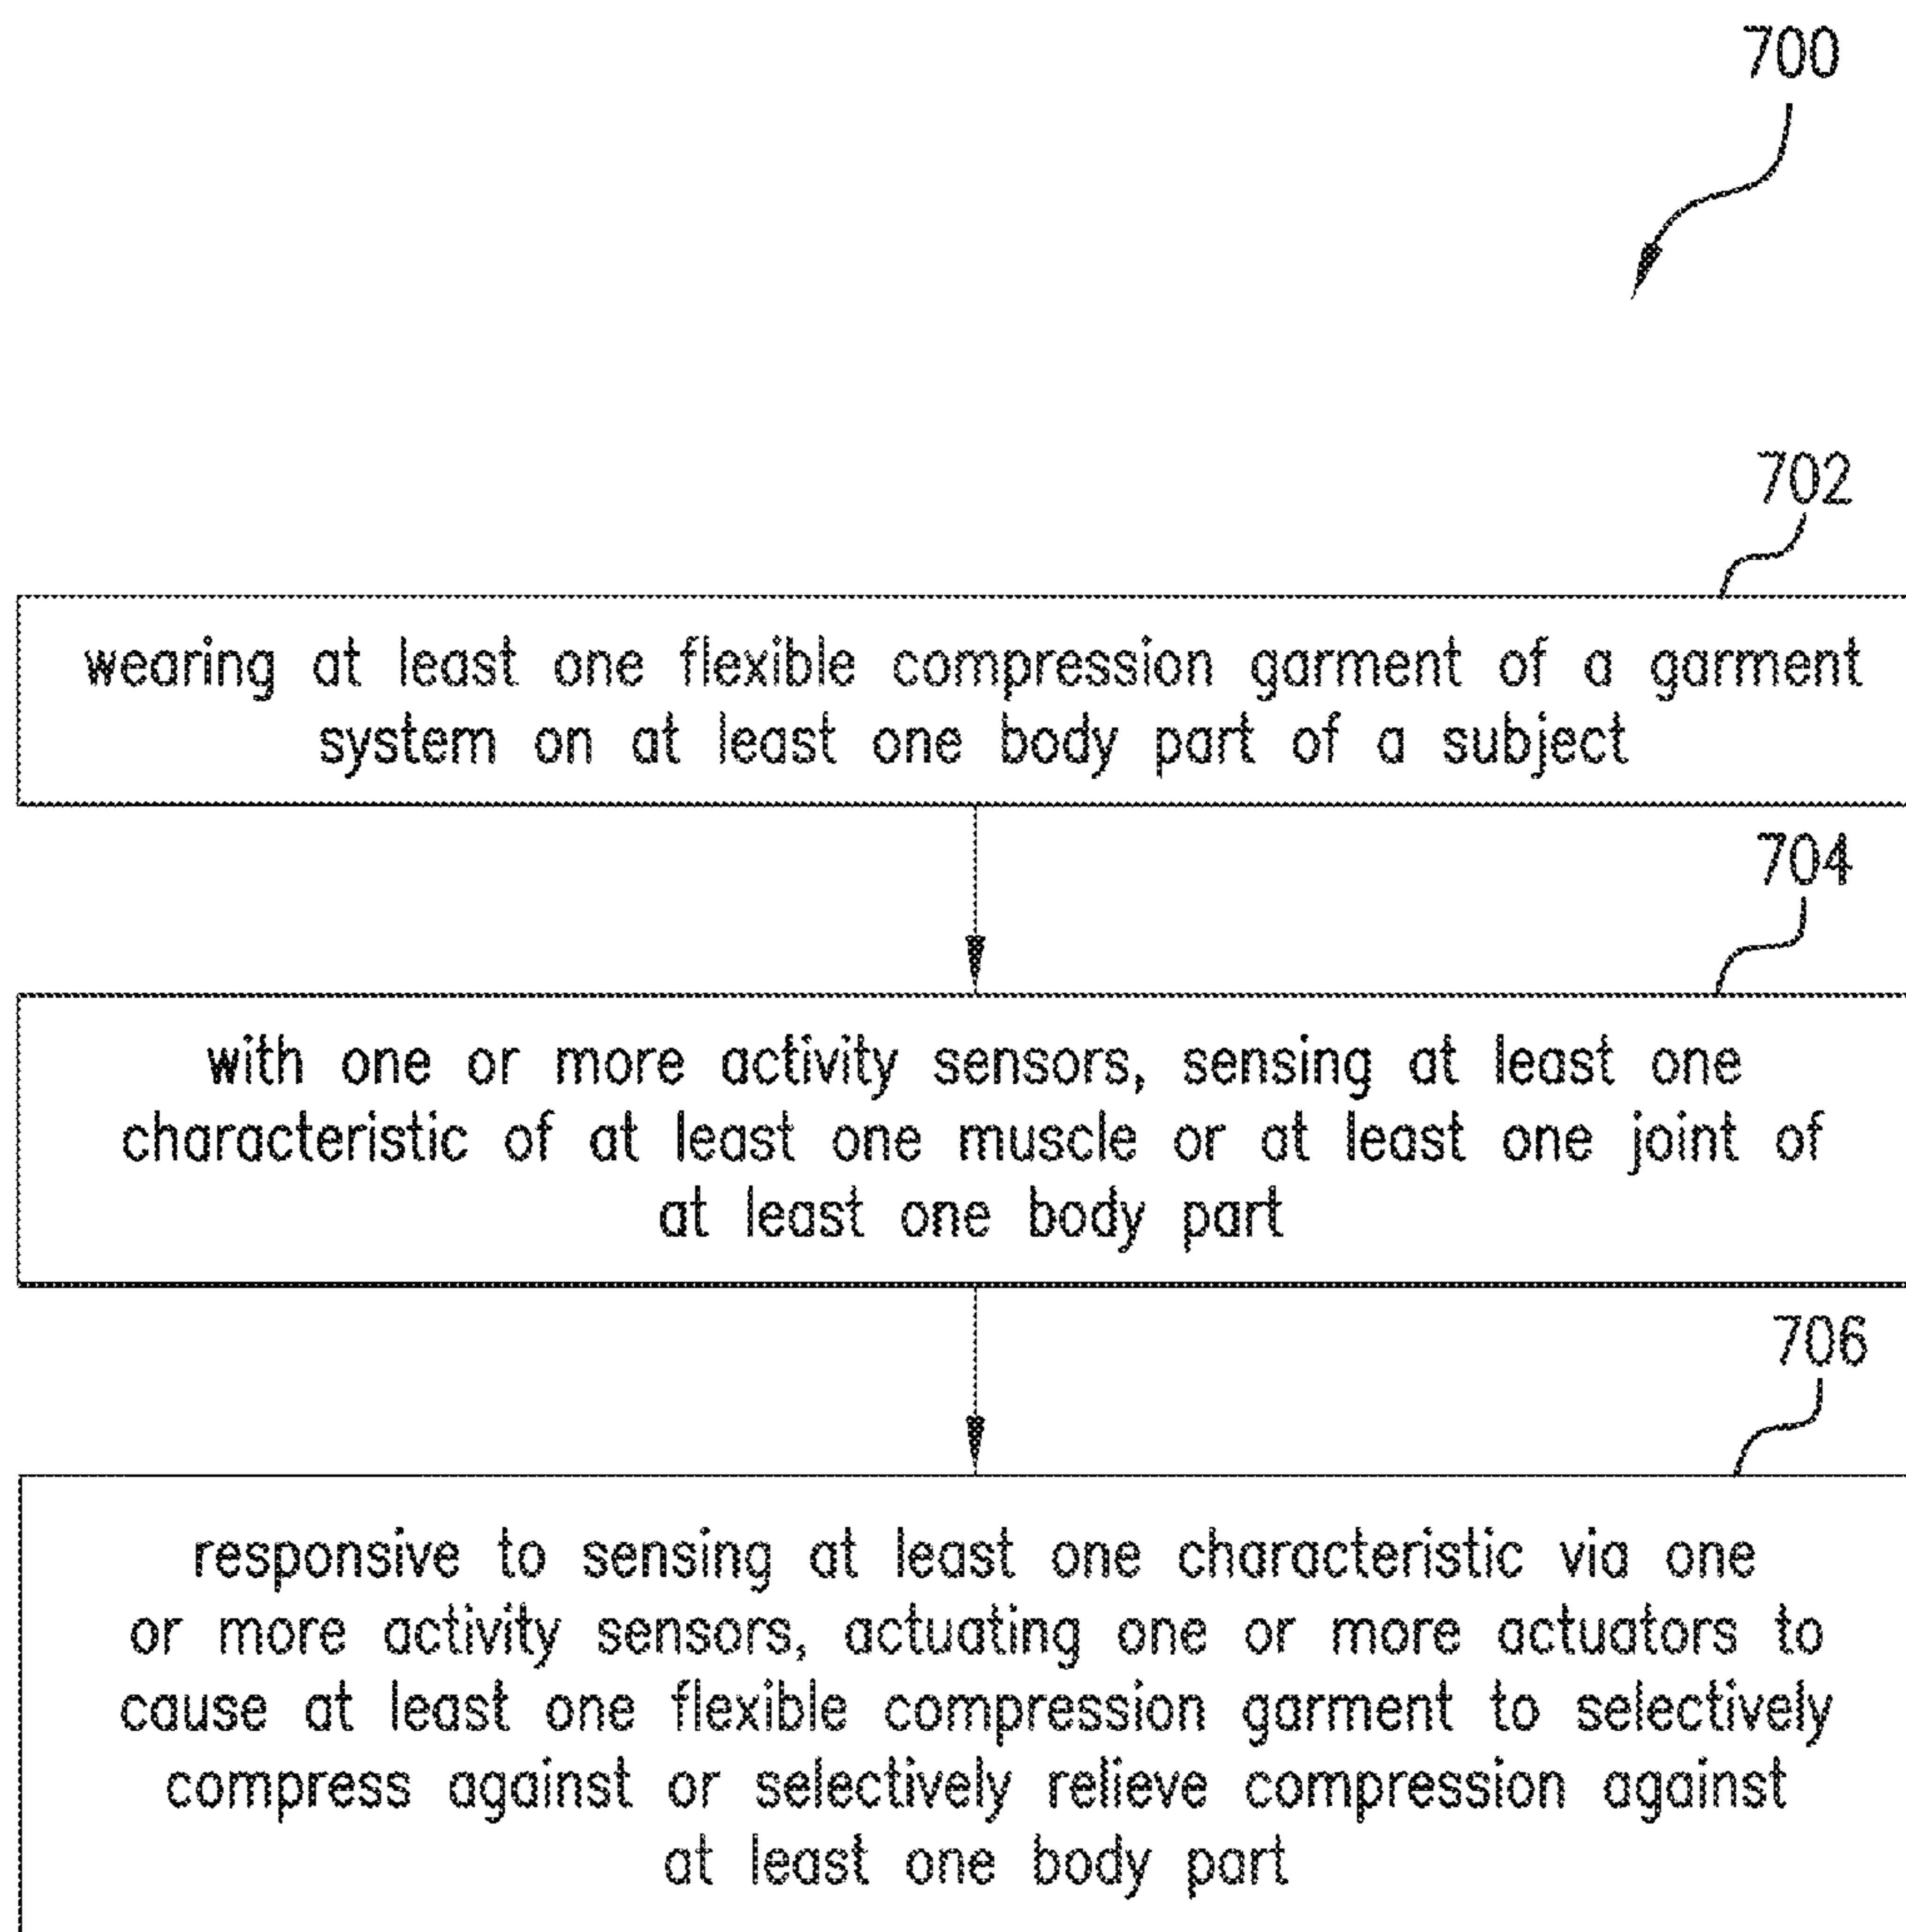 700
702
wearing at least one flexible compression garment of a garment
system on at least one body part of a subject
704
with one or more activity sensors, sensing at least one
characteristic of at least one muscle or at least one joint of
at least one body part
706
responsive to sensing at least one characteristic via one
or more activity sensors, actuating one or more actuators to
cause at least one flexible compression garment to selectively
compress against or selectively relieve compression against
at least one body part